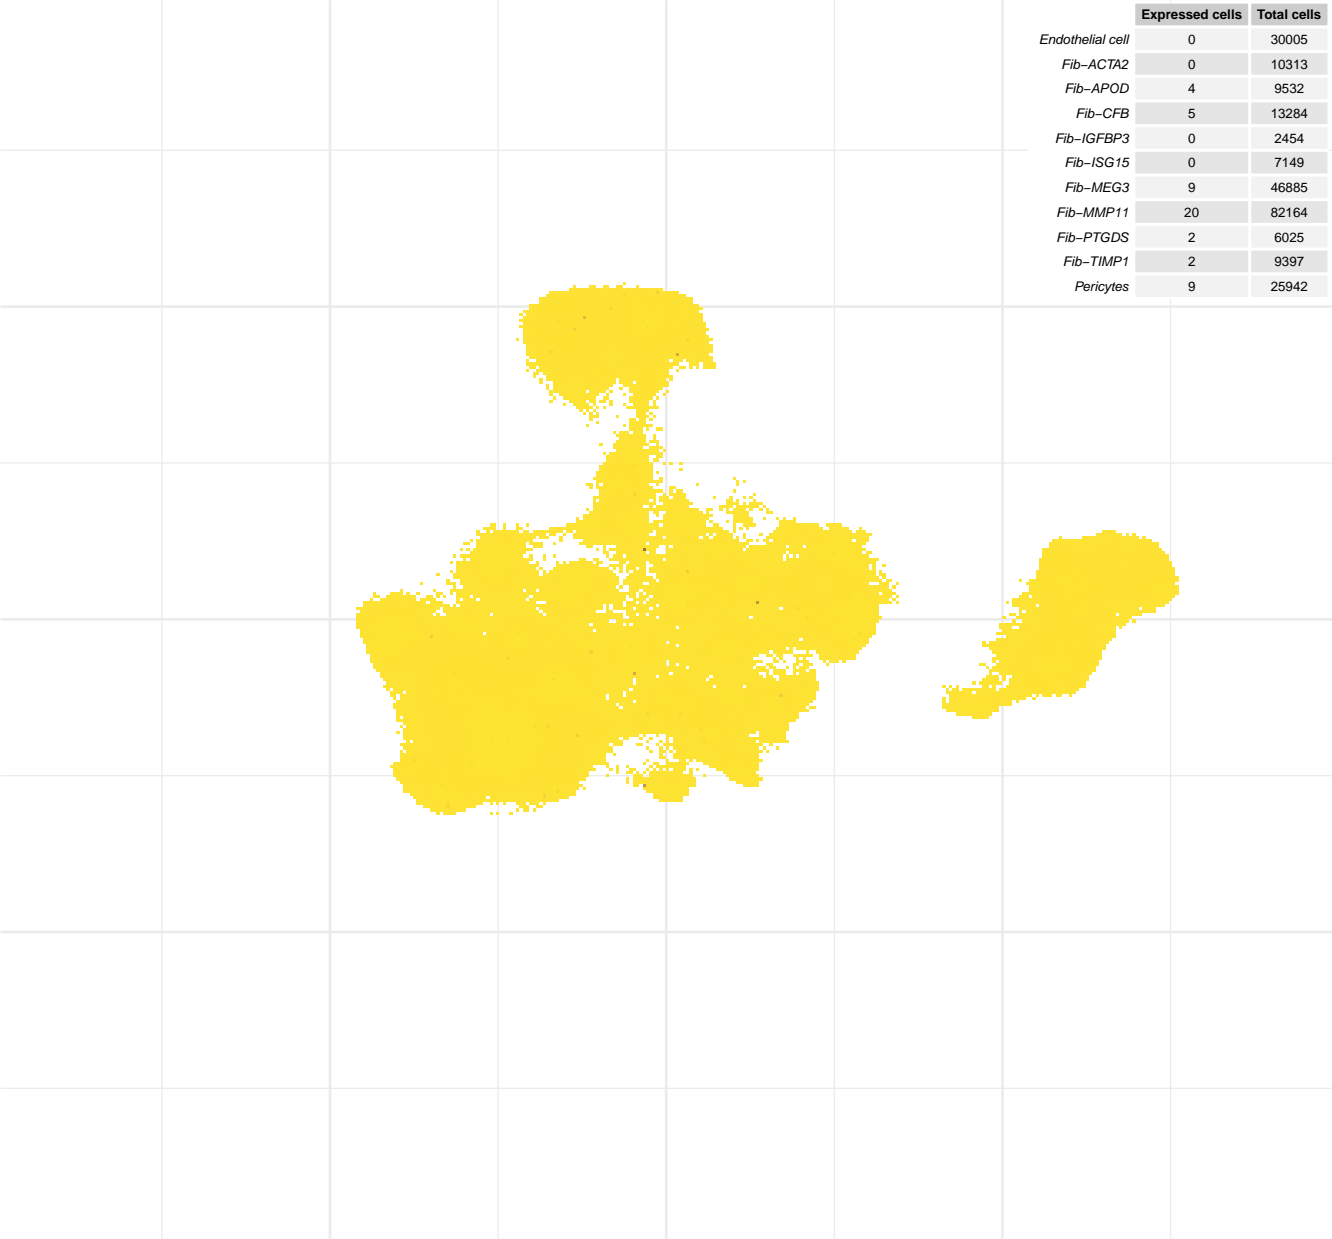 Expressed cells Total cells
Endothelial cell 0 30005
Fib−ACTA2 0 10313
Fib−APOD 4 9532
Fib−CFB 5 13284
Fib−IGFBP3 0 2454
Fib−ISG15 0 7149
Fib−MEG3 9 46885
Fib−MMP11 20 82164
Fib−PTGDS 2 6025
Fib−TIMP1 2 9397
Pericytes 9 25942